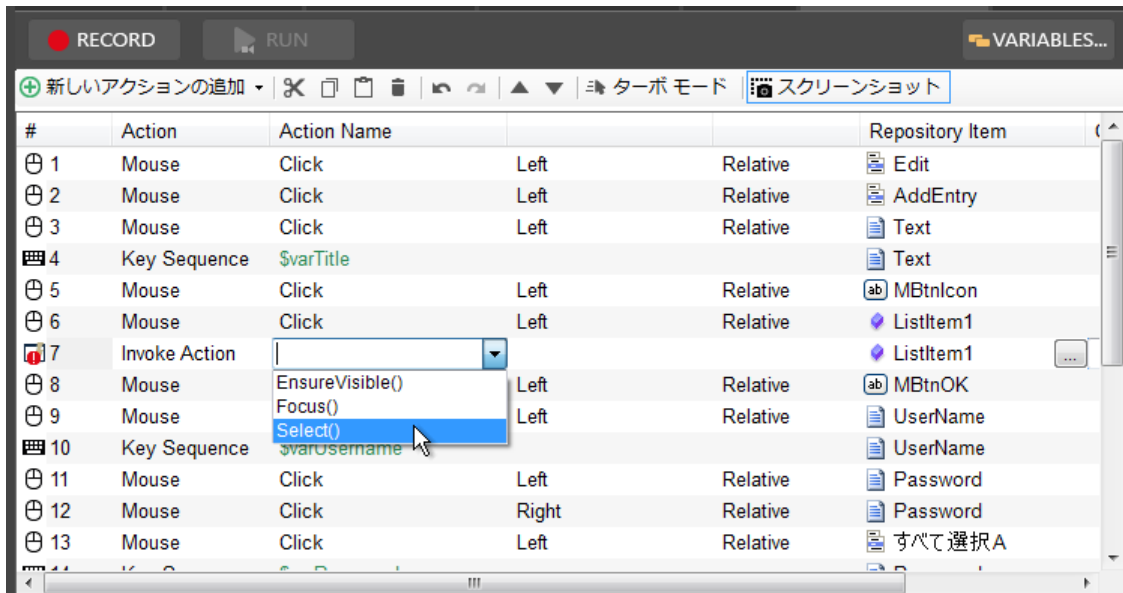 RECORD RUN VARIABLES...
新しいアクションの追加 ターボ モード スクリーンショット
# Action Action Name Repository Item
1 Mouse Click Left Relative Edit
2 Mouse Click Left Relative AddEntry
3 Mouse Click Left Relative Text
4 Key Sequence $varTitle Text
5 Mouse Click Left Relative MBtnIcon
6 Mouse Click Left Relative ListItem1
7 Invoke Action ListItem1 ...
8 Mouse EnsureVisible() Left Relative MBtnOK
9 Mouse Focus() Left Relative UserName
Select()
10 Key Sequence $varUsername UserName
11 Mouse Click Left Relative Password
12 Mouse Click Right Relative Password
13 Mouse Click Left Relative すべて選択A